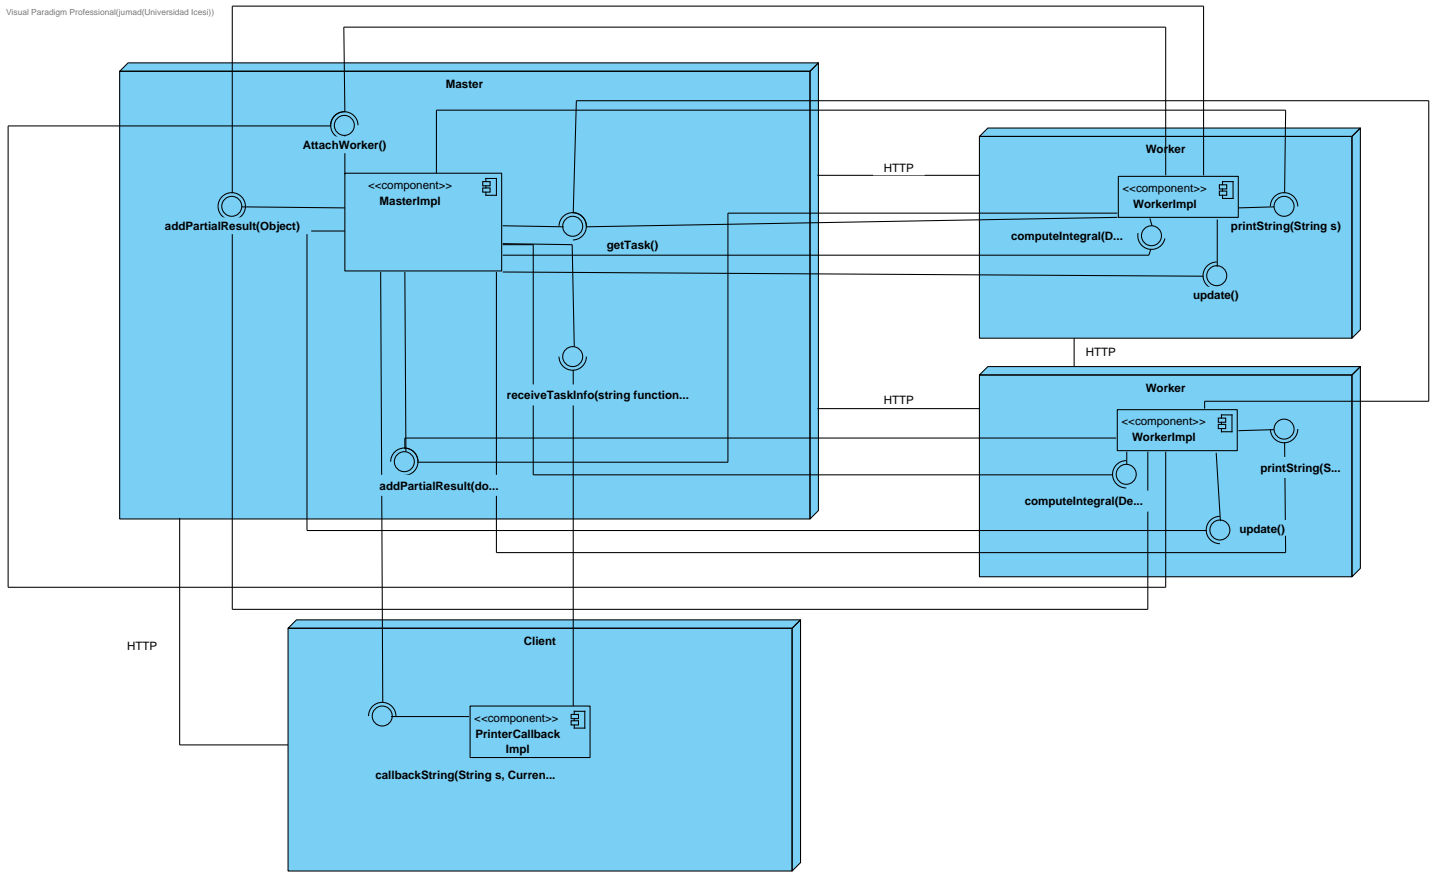 Visual Paradigm Professional(jumad(Universidad Icesi))
Master
AttachWorker()
<<component>>
MasterImpl
addPartialResult(Object)
getTask()
receiveTaskInfo(string function...
addPartialResult(do...
HTTP
Worker
<<component>>
WorkerImpl
printString(String s)
computeIntegral(D...
update()
HTTP
HTTP
Worker
<<component>>
WorkerImpl
printString(S...
computeIntegral(De...
update()
HTTP
Client
<<component>>
PrinterCallback
Impl
callbackString(String s, Curren...